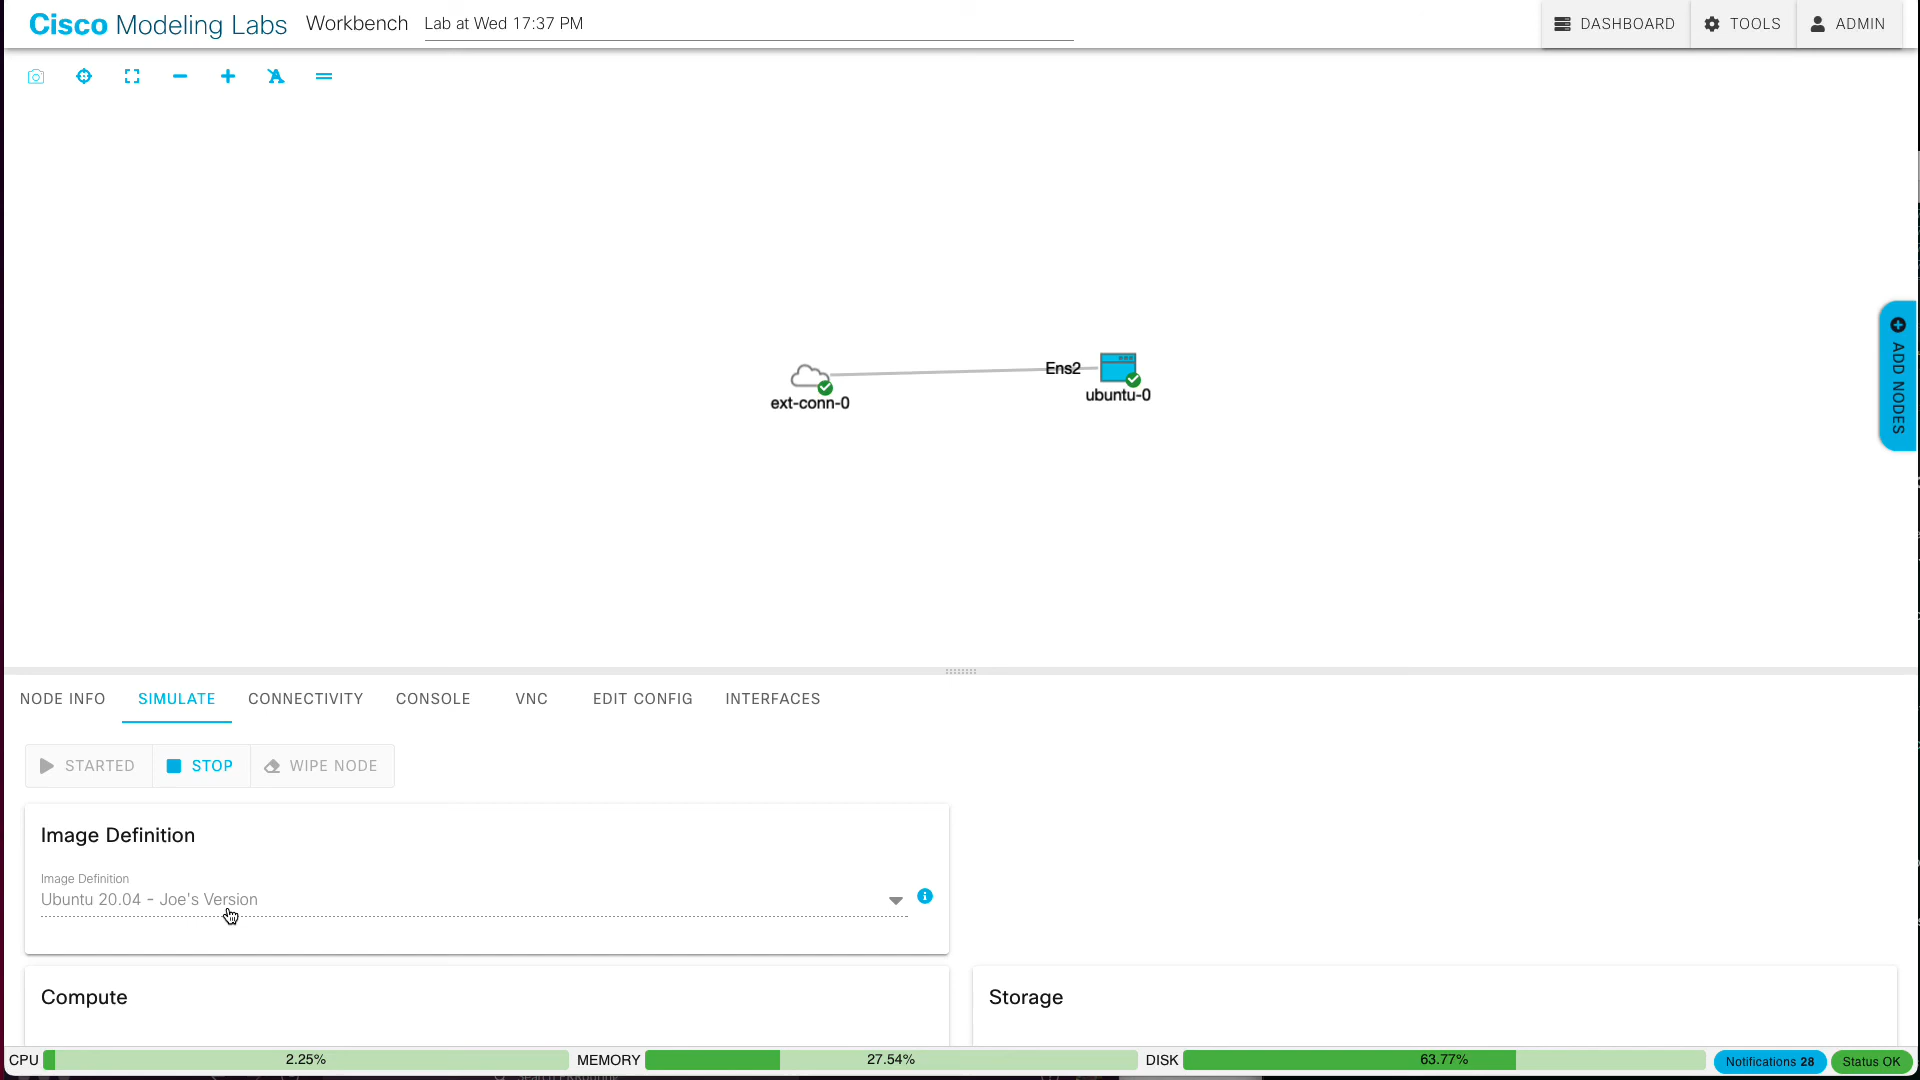 Cisco Modeling Labs Workbench Lab at Wed 17:37 PM DASHBOARD TOOLS ADMIN
ADD NODES
Ens2
ext-conn-0
ubuntu-0
NODE INFO SIMULATE CONNECTIVITY CONSOLE VNC EDIT CONFIG INTERFACES
STARTED STOP WIPE NODE
Image Definition
Image Definition
Ubuntu 20.04 - Joe's Version
Compute
Storage
CPU 2.25% MEMORY 27.54% DISK 63.77% Notifications 28 Status OK